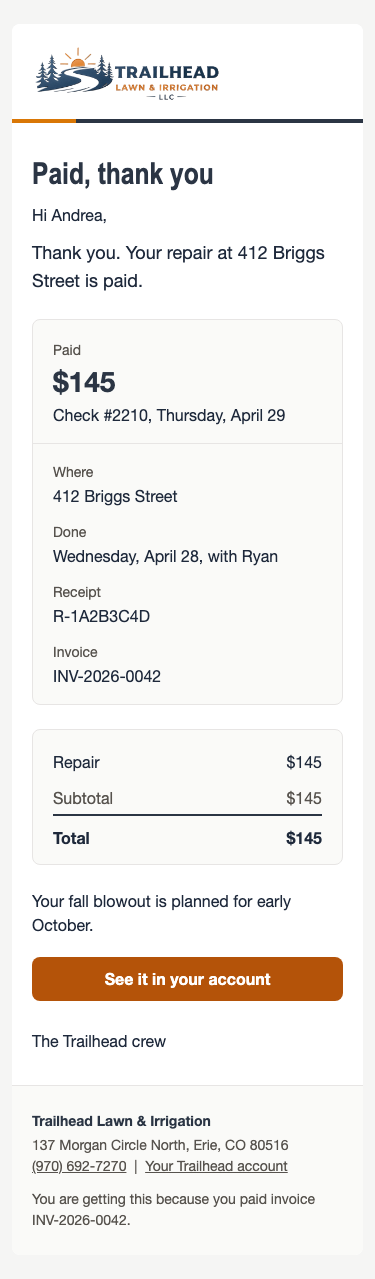 TRAILHEAD
LAWN & IRRIGATION
LLC
Paid, thank you
Hi Andrea,
Thank you. Your repair at 412 Briggs
Street is paid.
Paid
$145
Check #2210, Thursday, April 29
Where
412 Briggs Street
Done
Wednesday, April 28, with Ryan
Receipt
R-1A2B3C4D
Invoice
INV-2026-0042
Repair $145
Subtotal $145
Total $145
Your fall blowout is planned for early
October.
See it in your account
The Trailhead crew
Trailhead Lawn & Irrigation
137 Morgan Circle North, Erie, CO 80516
(970) 692-7270 | Your Trailhead account
You are getting this because you paid invoice
INV-2026-0042.